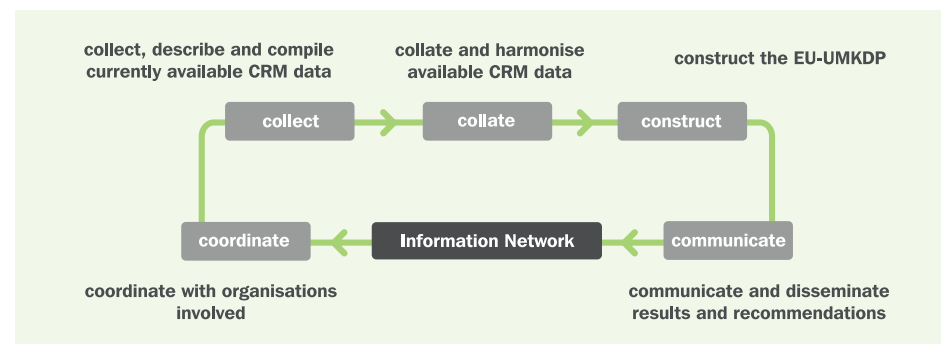 collect, describe and compile
currently available CRM data
collate and harmonise
available CRM data
construct the EU-UMKDP
collect
collate
construct
coordinate
Information Network
communicate
coordinate with organisations
involved
communicate and disseminate
results and recommendations